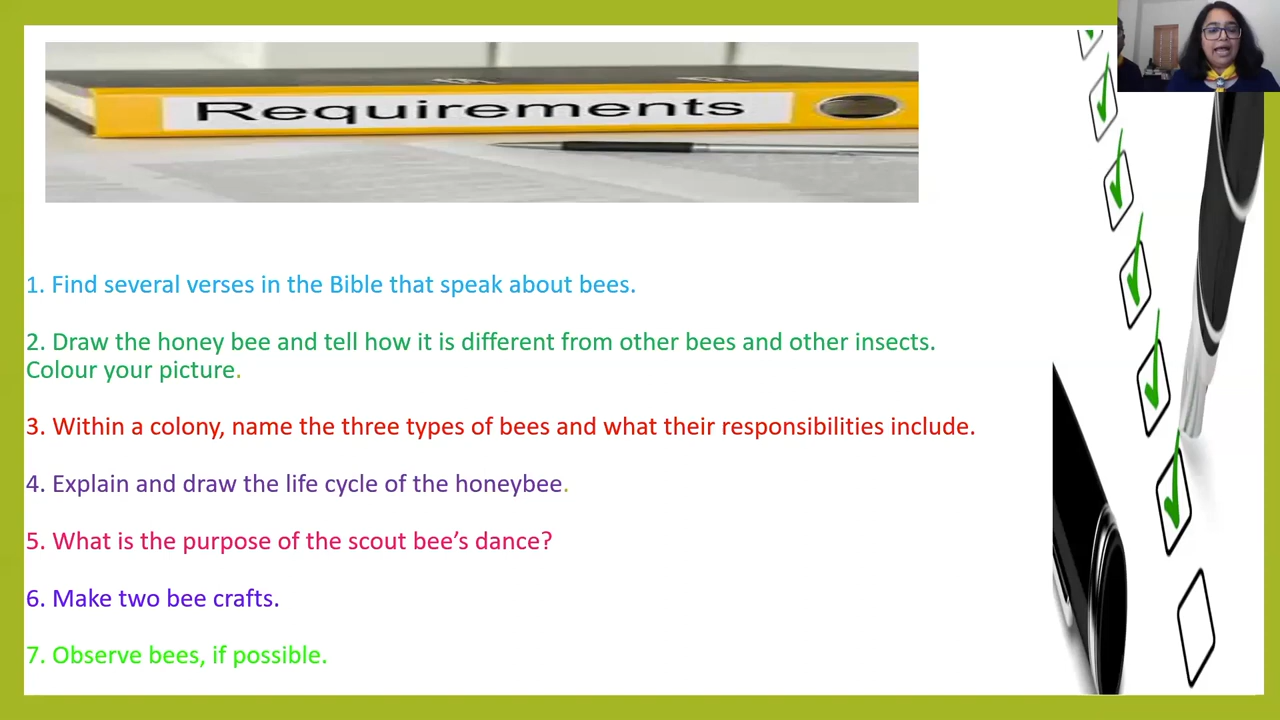 Requirements
1. Find several verses in the Bible that speak about bees.
2. Draw the honey bee and tell how it is different from other bees and other insects.
Colour your picture.
3. Within a colony, name the three types of bees and what their responsibilities include.
4. Explain and draw the life cycle of the honeybee.
5. What is the purpose of the scout bee’s dance?
6. Make two bee crafts.
7. Observe bees, if possible.